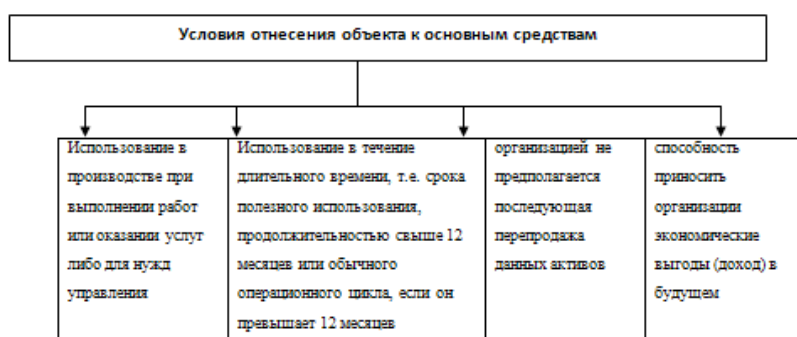 Условия отнесения объекта к основным средствам
Использование в
производстве при
выполнении работ
или оказании услуг
либо для нужд
управления
Использование в течение
длительного времени, т.е. срока
полезного использования,
продолжительностью свыше 12
месяцев или обычного
операционного цикла, если он
превышает 12 месяцев
организацией не
предполагается
последующая
перепродажа
данных активов
способность
приносить
организации
экономические
выгоды (доход) в
будущем